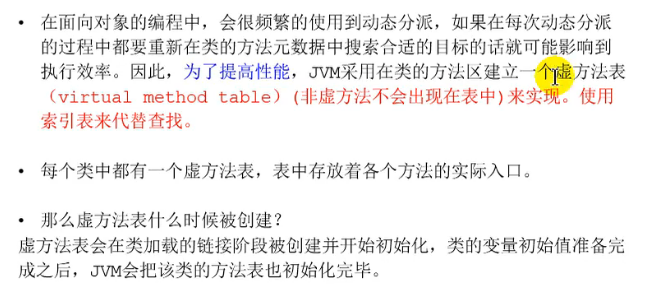 • 在面向对象的编程中，会很频繁的使用到动态分派，如果在每次动态分派
的过程中都要重新在类的方法元数据中搜索合适的目标的话就可能影响到
执行效率。因此，为了提高性能，JVM采用在类的方法区建立一个虚方法表
（virtual method table）(非虚方法不会出现在表中)来实现。使用
索引表来代替查找。
• 每个类中都有一个虚方法表，表中存放着各个方法的实际入口。
• 那么虚方法表什么时候被创建？
虚方法表会在类加载的链接阶段被创建并开始初始化，类的变量初始值准备完
成之后，JVM会把该类的方法表也初始化完毕。